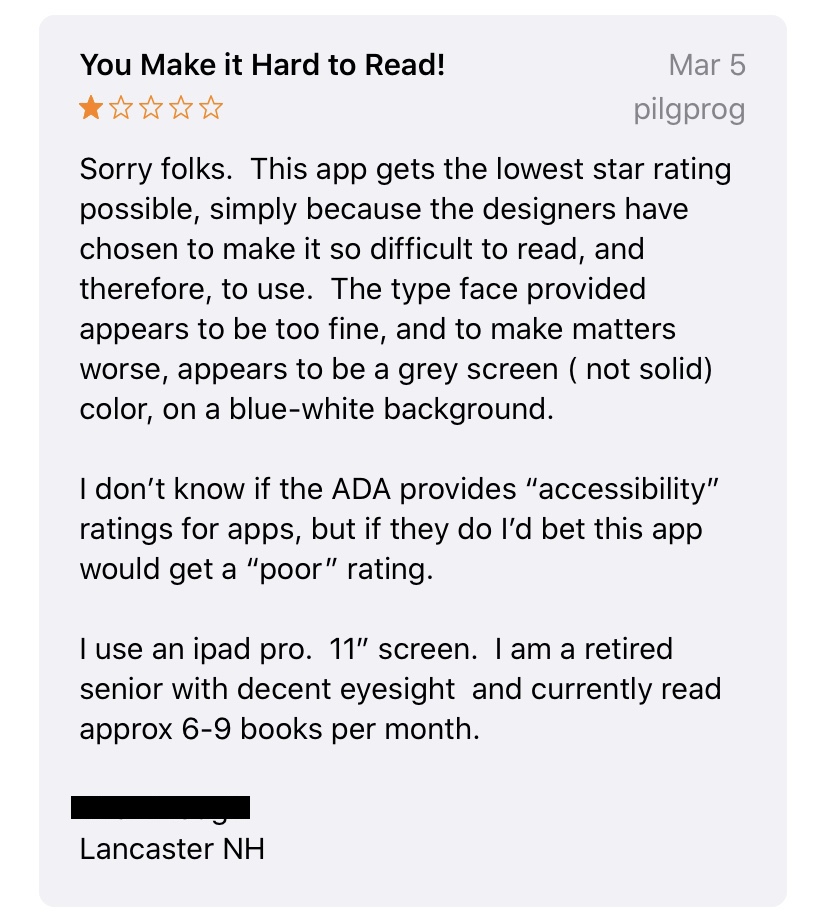 You Make it Hard to Read!
Mar 5
pilgprog
Sorry folks.  This app gets the lowest star rating
possible, simply because the designers have
chosen to make it so difficult to read, and
therefore, to use.  The type face provided
appears to be too fine, and to make matters
worse, appears to be a grey screen ( not solid)
color, on a blue-white background.
I don’t know if the ADA provides “accessibility”
ratings for apps, but if they do I’d bet this app
would get a “poor” rating.
I use an ipad pro.  11” screen.  I am a retired
senior with decent eyesight  and currently read
approx 6-9 books per month.
Lancaster NH